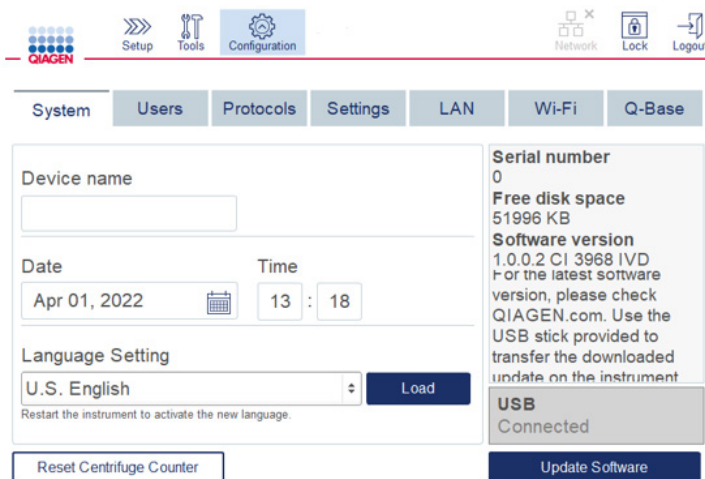 QIAGEN
Setup
Tools
Configuration
Network
Lock
Logou
System
Users
Protocols
Settings
LAN
Wi-Fi
Q-Base
Device name
Date
Time
Apr 01, 2022
13 : 18
Language Setting
U.S. English
Load
Restart the instrument to activate the new language.
Reset Centrifuge Counter
Serial number
0
Free disk space
51996 KB
Software version
1.0.0.2 CI 3968 IVD
For the latest software
version, please check
QIAGEN.com. Use the
USB stick provided to
transfer the downloaded
update on the instrument
USB
Connected
Update Software